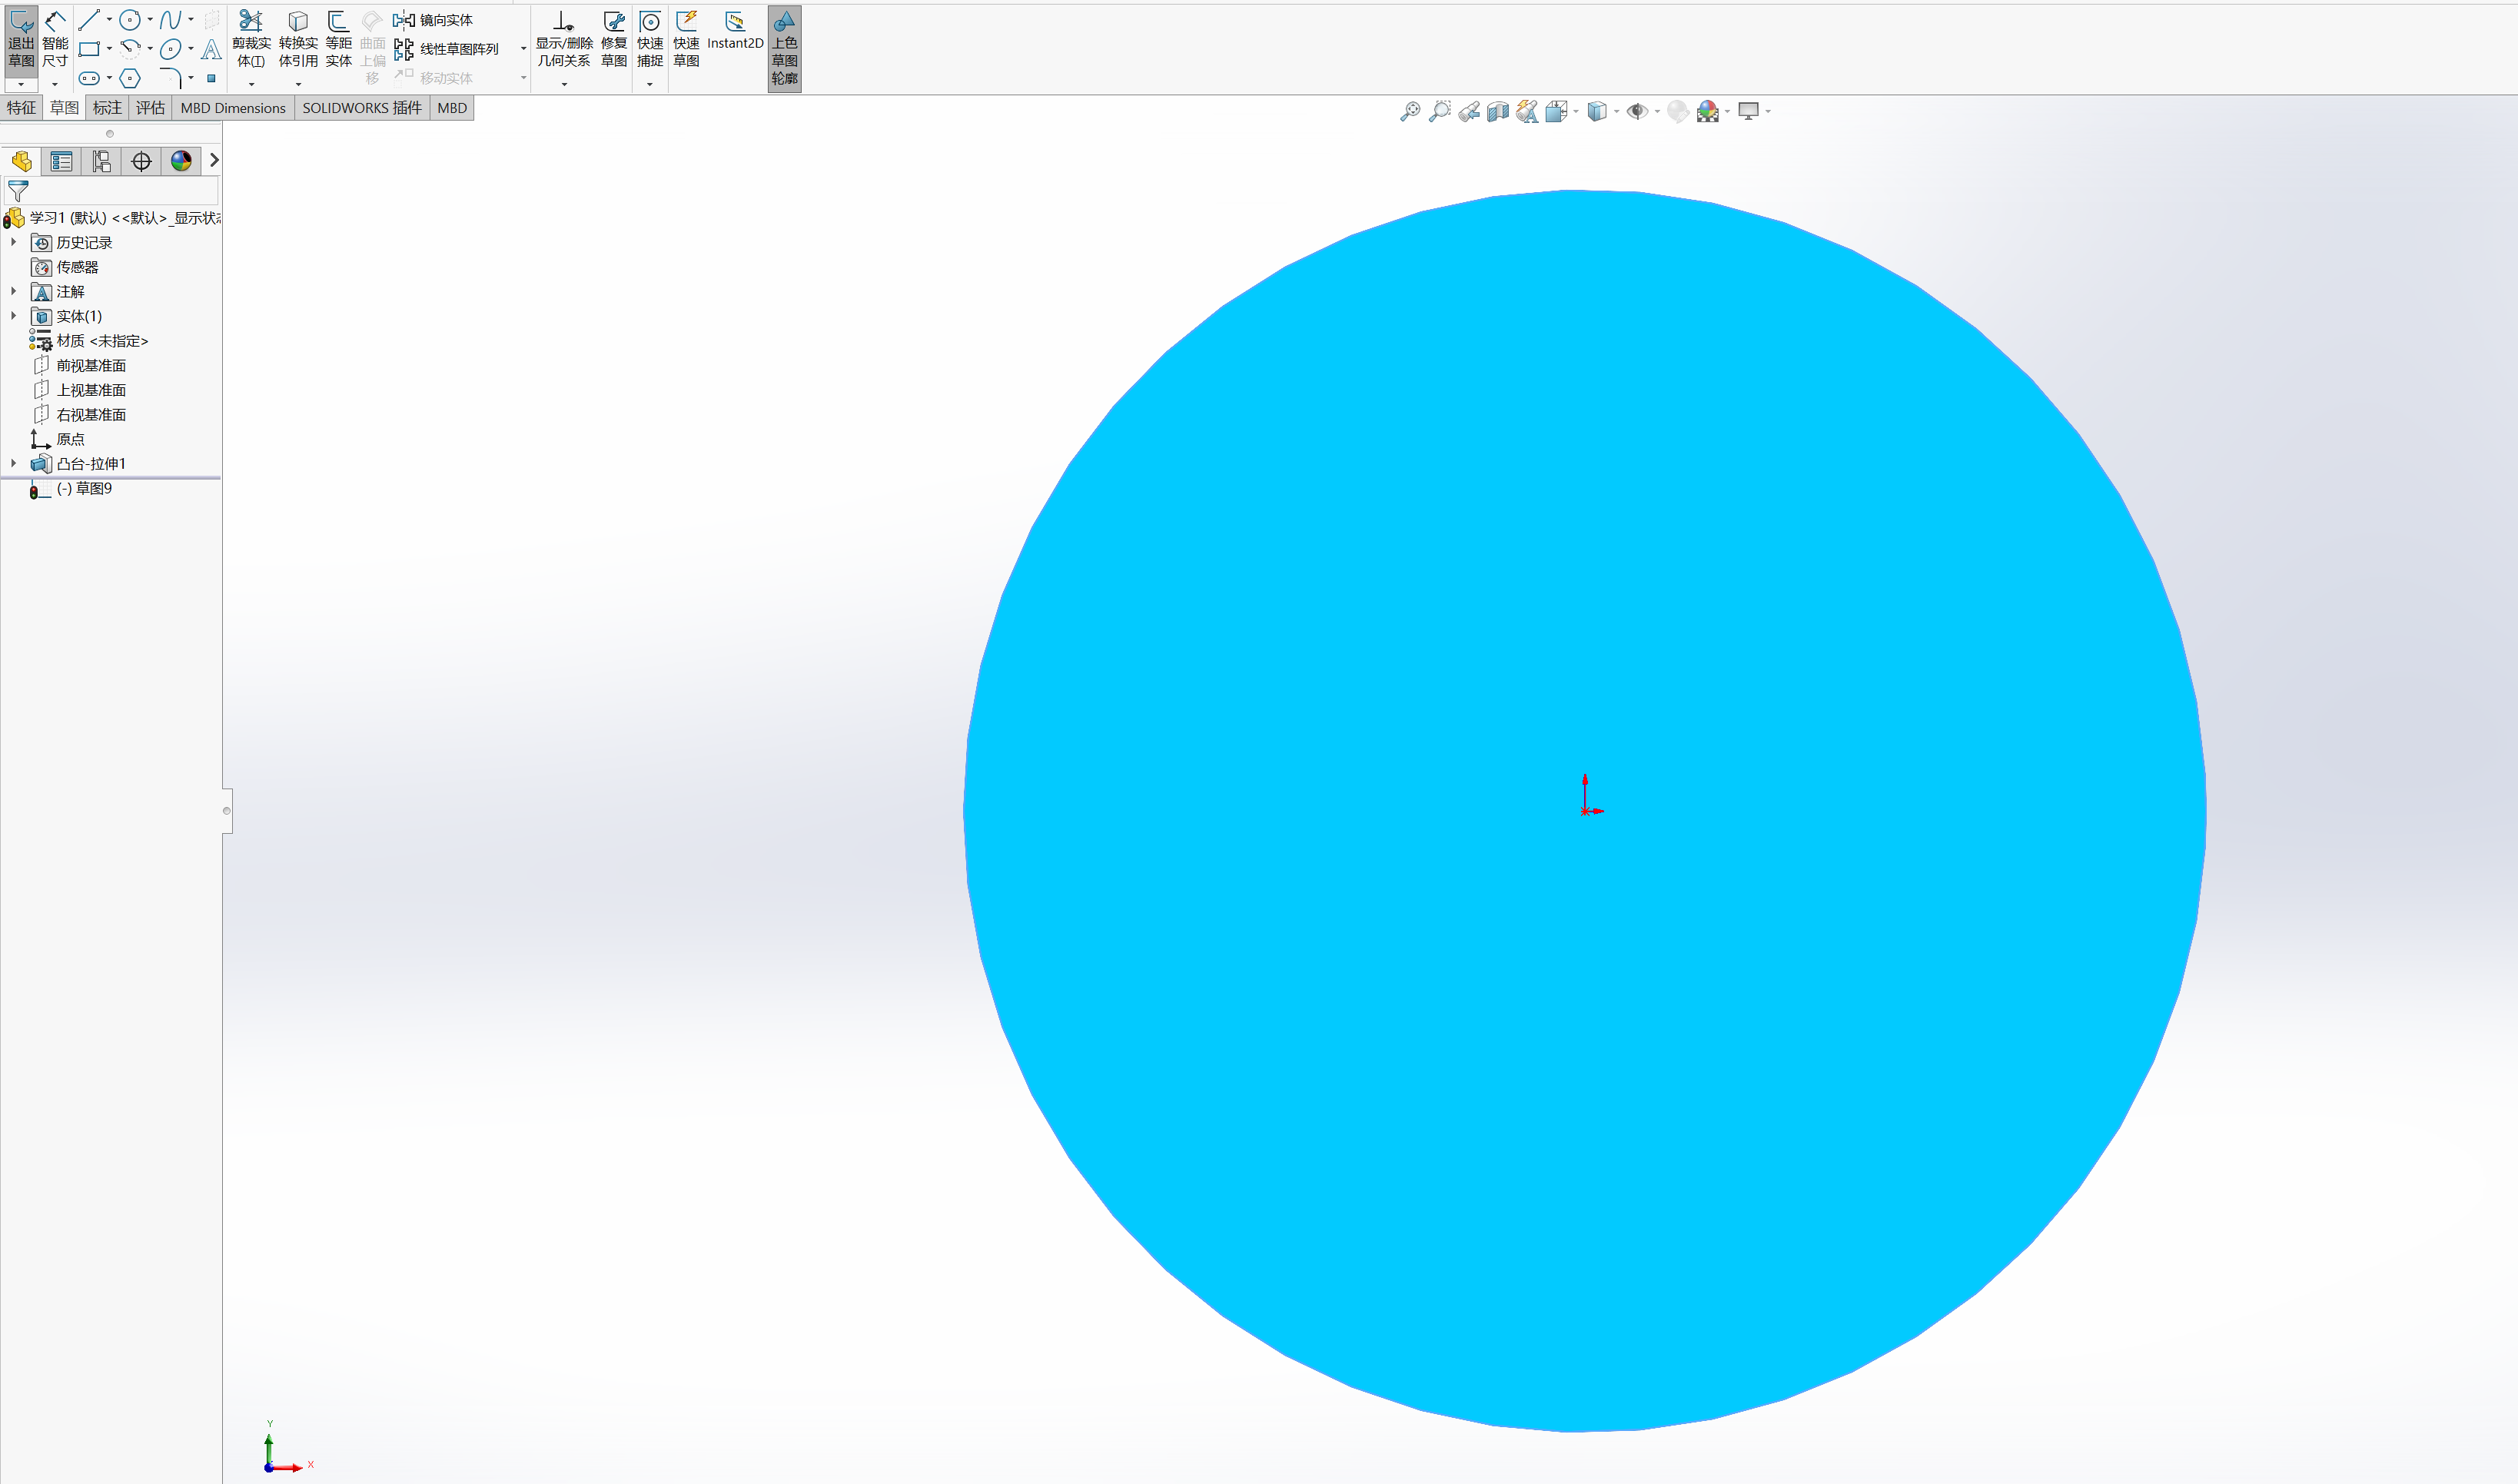 退出
草图
智能
尺寸
剪裁实
体(T)
转换实
体引用
等距
实体
曲面
上偏
移
镜向实体
线性草图阵列
移动实体
显示/删除
几何关系
修复
草图
快速
捕捉
快速
草图
Instant2D
上色
草图
轮廓
特征 草图 标注 评估 MBD Dimensions SOLIDWORKS 插件 MBD
学习1 (默认) <<默认>_显示状
历史记录
传感器
注解
实体(1)
材质 <未指定>
前视基准面
上视基准面
右视基准面
原点
凸台-拉伸1
(-) 草图9
Y
X